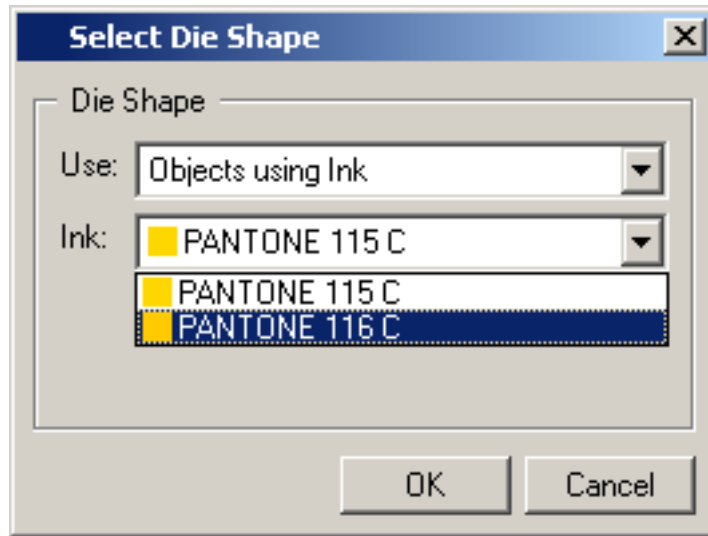 Select Die Shape
Die Shape
Use: Objects using Ink
Ink: PANTONE 115 C
PANTONE 115 C
PANTONE 116 C
OK Cancel